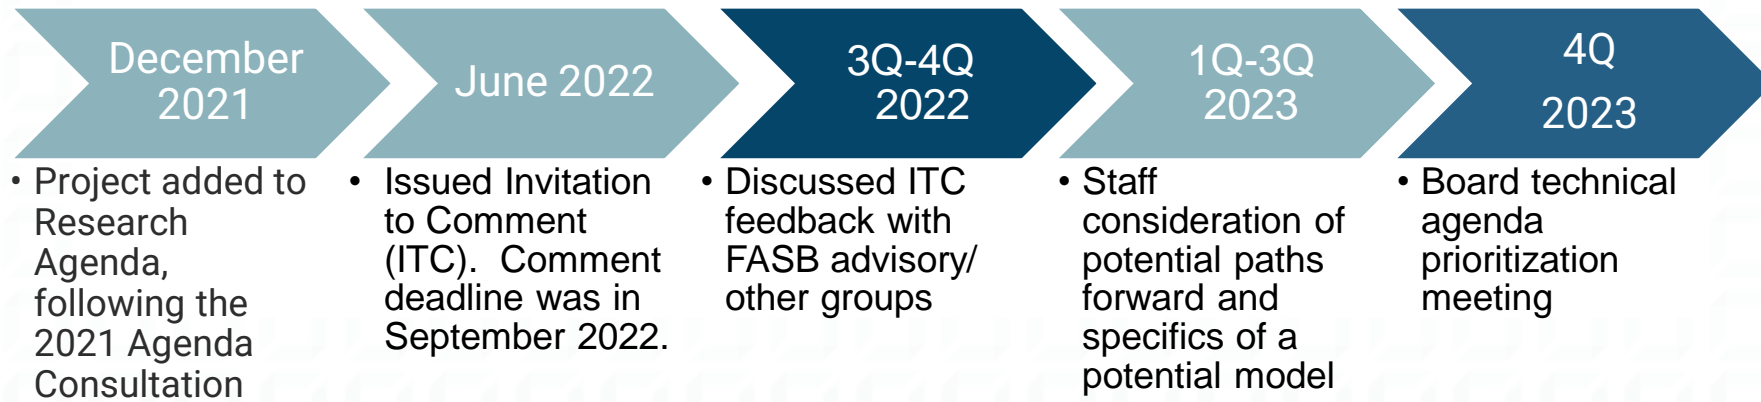 December
2021
June 2022
3Q-4Q
2022
1Q-3Q
2023
4Q
2023
• Project added to
Research
Agenda,
following the
2021 Agenda
Consultation
• Issued Invitation
to Comment
(ITC).  Comment
deadline was in
September 2022.
• Discussed ITC
feedback with
FASB advisory/
other groups
• Staff
consideration of
potential paths
forward and
specifics of a
potential model
• Board technical
agenda
prioritization
meeting